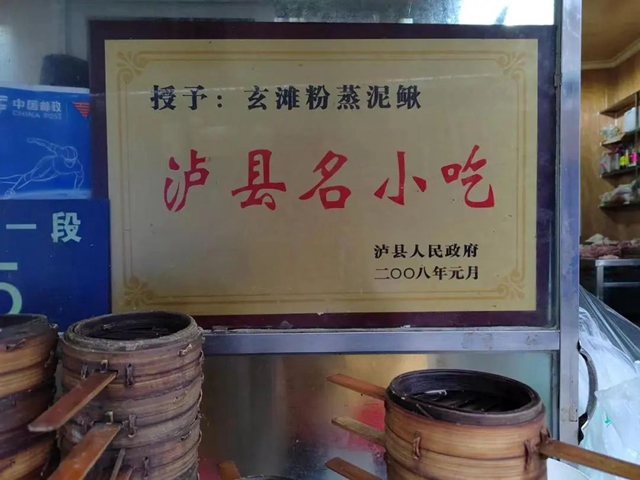 授予：玄滩粉蒸泥鳅
泸县名小吃
泸县人民政府
二〇〇八年元月
中国邮政
CHINA POST
一段